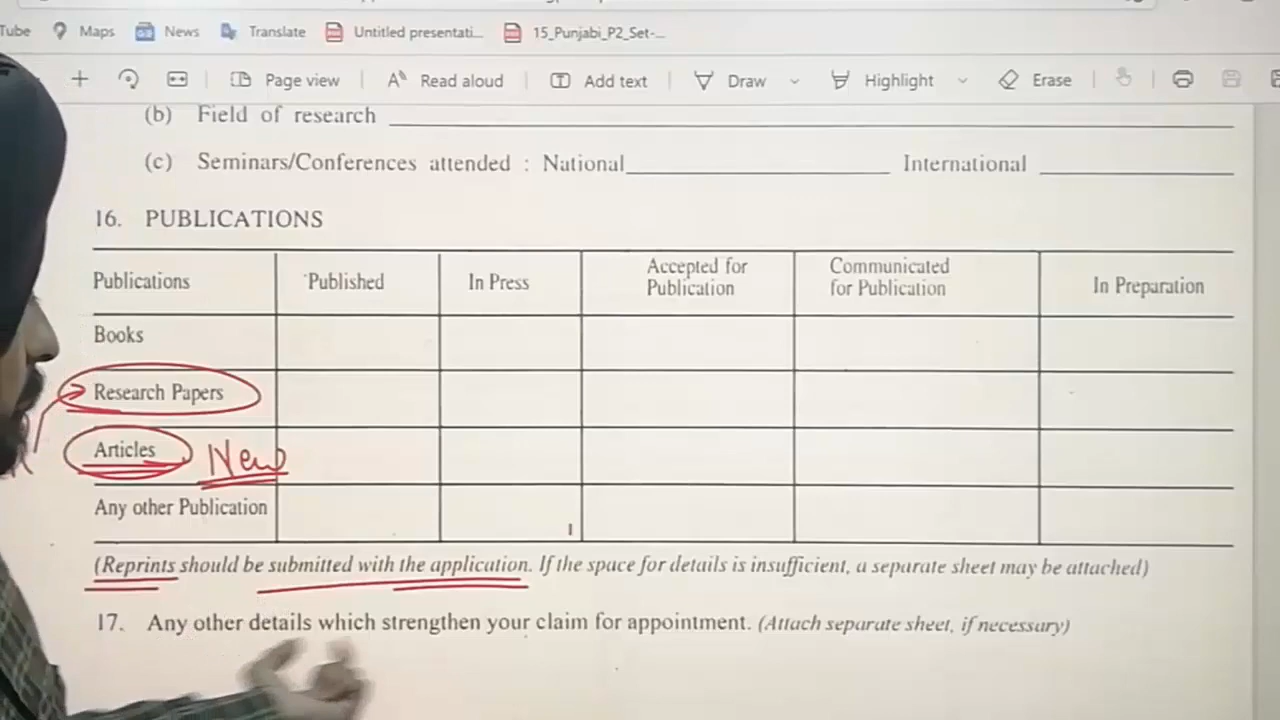 Tube Maps News Translate Untitled presentati... 15_Punjabi_P2_Set-...
Page view Read aloud Add text Draw Highlight Erase
(b) Field of research
(c) Seminars/Conferences attended : National International
16. PUBLICATIONS
Publications Published In Press Accepted for Publication Communicated for Publication In Preparation
Books
Research Papers
Articles New
Any other Publication
(Reprints should be submitted with the application. If the space for details is insufficient, a separate sheet may be attached)
17. Any other details which strengthen your claim for appointment. (Attach separate sheet, if necessary)